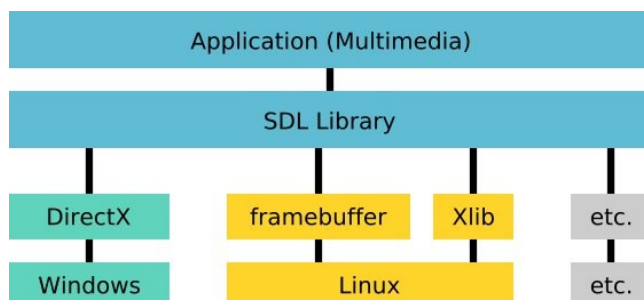 Application (Multimedia)
SDL Library
DirectX framebuffer Xlib etc.
Windows Linux etc.